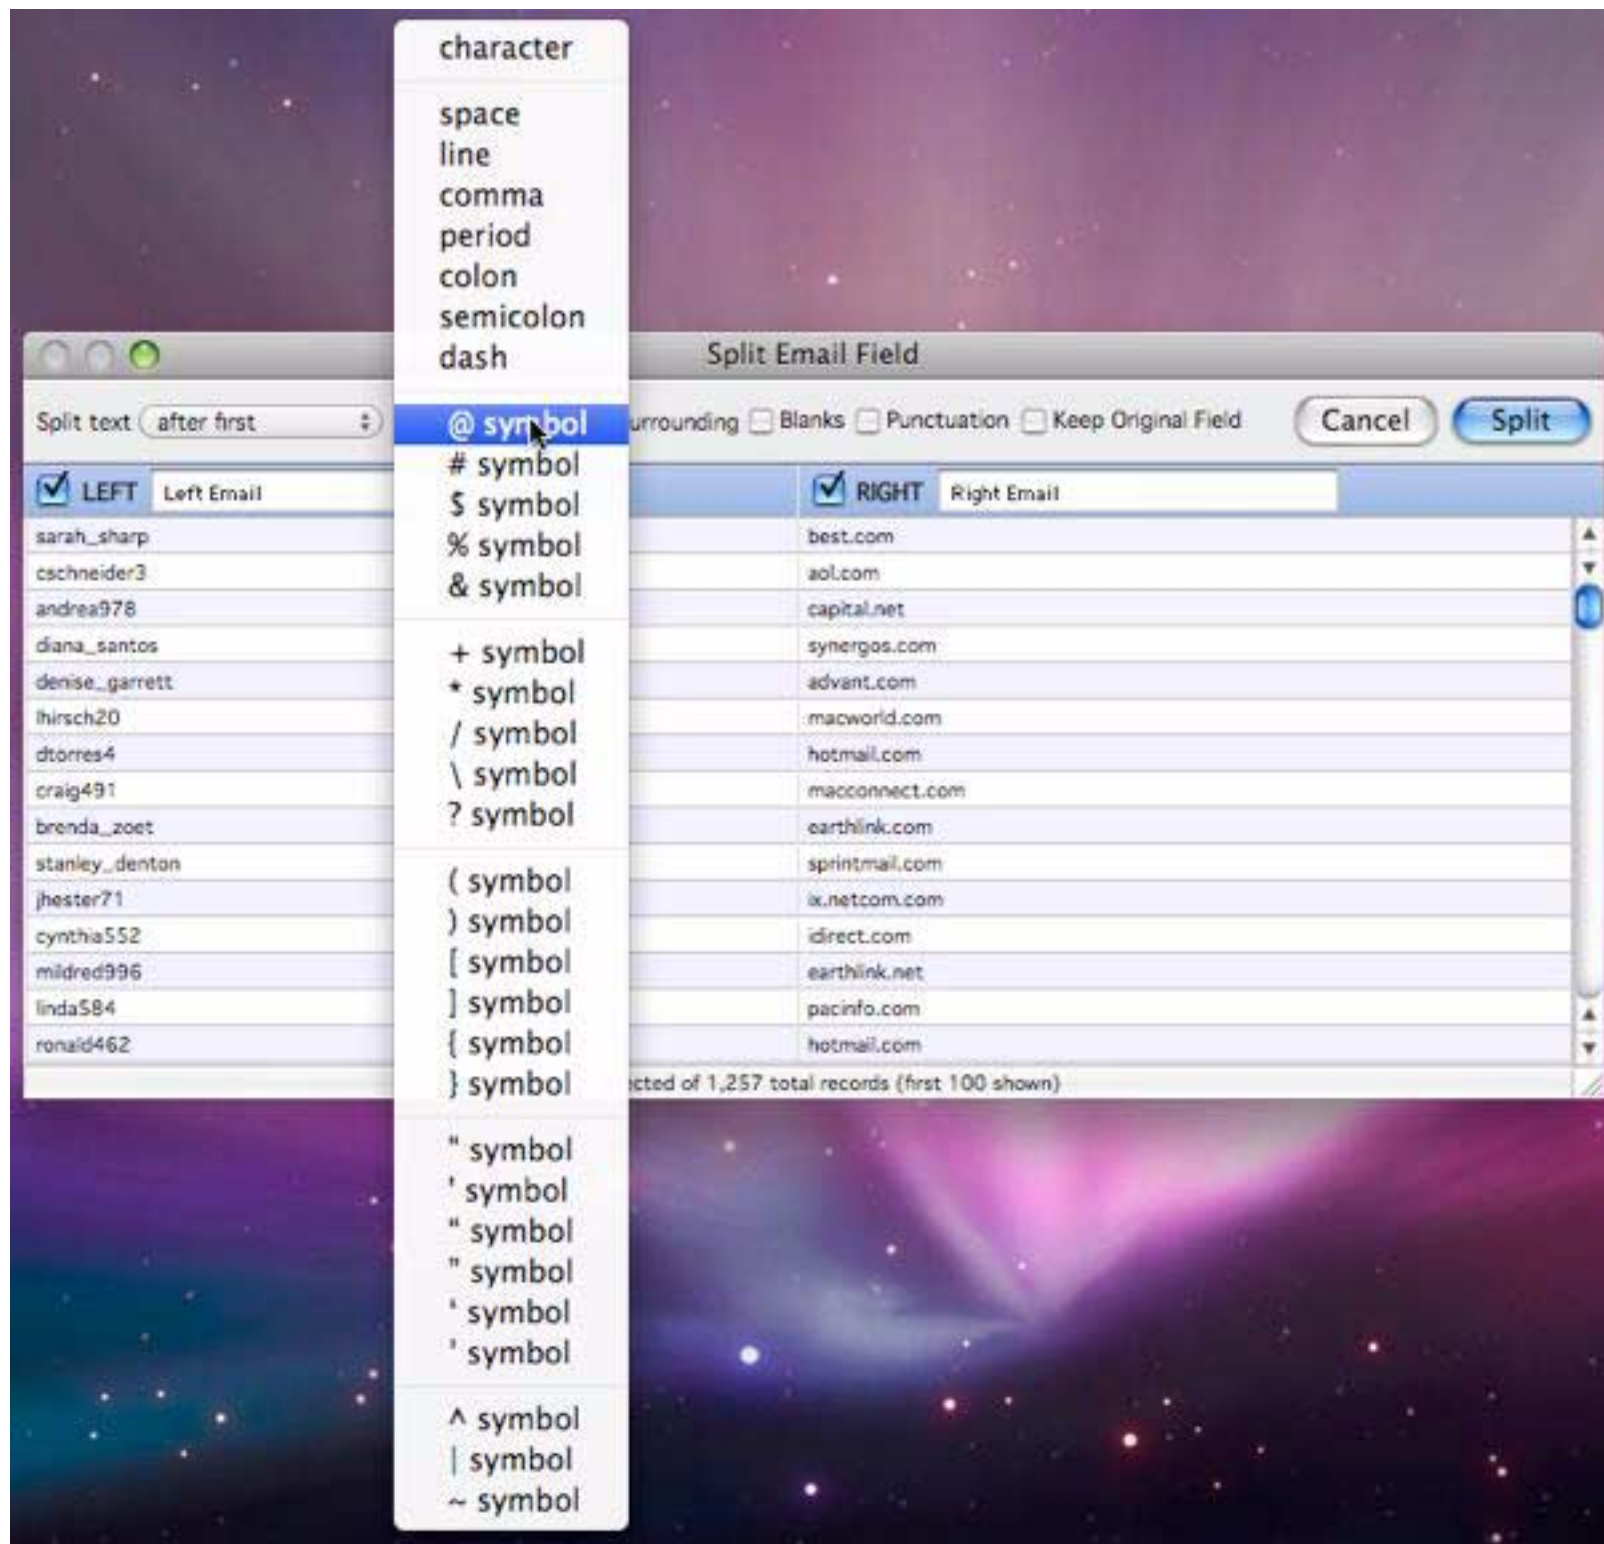 character
space
line
comma
period
colon
semicolon
dash
@ symbol
# symbol
$ symbol
% symbol
& symbol
+ symbol
* symbol
/ symbol
\ symbol
? symbol
( symbol
) symbol
[ symbol
] symbol
{ symbol
} symbol
" symbol
' symbol
“ symbol
” symbol
‘ symbol
’ symbol
^ symbol
| symbol
~ symbol
Split Email Field
Split text after first urrounding Blanks Punctuation Keep Original Field Cancel Split
LEFT Left Email RIGHT Right Email
sarah_sharp best.com
cschneider3 aol.com
andrea978 capital.net
diana_santos synergos.com
denise_garrett advant.com
lhirsch20 macworld.com
dtorres4 hotmail.com
craig491 macconnect.com
brenda_zoet earthlink.com
stanley_denton sprintmail.com
jhester71 ix.netcom.com
cynthia552 idirect.com
mildred996 earthlink.net
linda584 pacinfo.com
ronald462 hotmail.com
cted of 1,257 total records (first 100 shown)